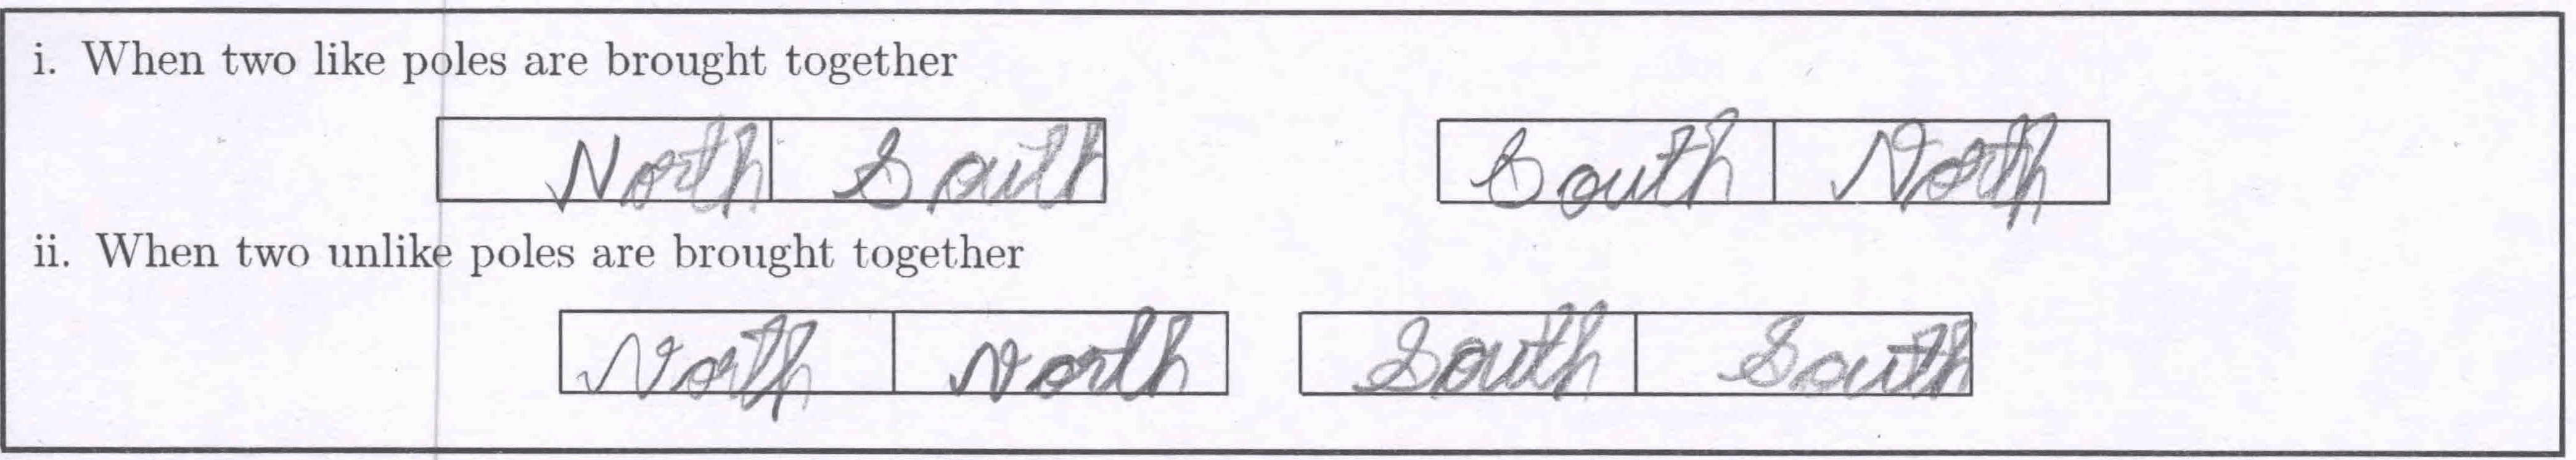 i. When two like poles are brought together
North South South North
ii. When two unlike poles are brought together
North North South South